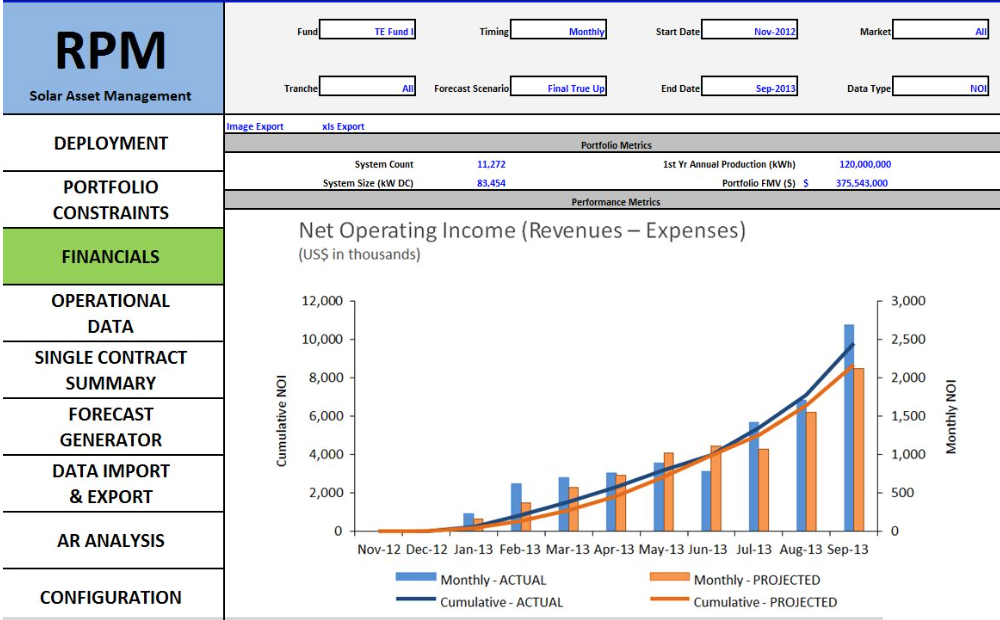 RPM
Solar Asset Management
DEPLOYMENT
PORTFOLIO
CONSTRAINTS
FINANCIALS
OPERATIONAL
DATA
SINGLE CONTRACT
SUMMARY
FORECAST
GENERATOR
DATA IMPORT
& EXPORT
AR ANALYSIS
CONFIGURATION
Fund TE Fund I Timing Monthly Start Date Nov-2012 Market All
Tranche All Forecast Scenario Final True Up End Date Sep-2013 Data Type NOI
Image Export xls Export
Portfolio Metrics
System Count 11,272 1st Yr Annual Production (kWh) 120,000,000
System Size (kW DC) 83,454 Portfolio FMV ($) $ 375,543,000
Performance Metrics
Net Operating Income (Revenues – Expenses)
(US$ in thousands)
12,000 3,000
10,000 2,500
8,000 2,000
6,000 1,500
4,000 1,000
2,000 500
0 0
Cumulative NOI
Monthly NOI
Nov-12 Dec-12 Jan-13 Feb-13 Mar-13 Apr-13 May-13 Jun-13 Jul-13 Aug-13 Sep-13
Monthly - ACTUAL Monthly - PROJECTED
Cumulative - ACTUAL Cumulative - PROJECTED